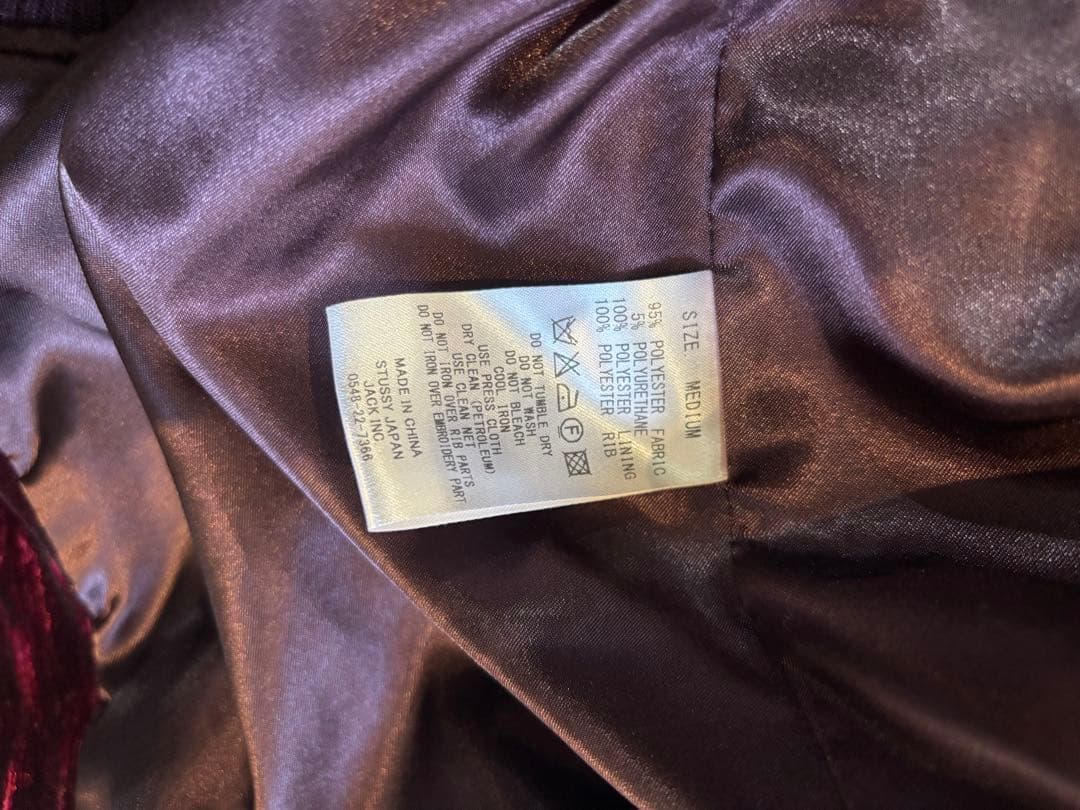 SIZE MEDIUM
95% POLYESTER FABRIC
5% POLYURETHANE
100% POLYESTER LINING
100% POLYESTER RIB
DO NOT TUMBLE DRY
DO NOT WASH
DO NOT BLEACH
COOL IRON
USE PRESS CLOTH
DRY CLEAN (PETROLEUM)
USE CLEAN NET
DO NOT IRON OVER RIB PARTS
DO NOT IRON OVER EMBROIDERY PART
MADE IN CHINA
STUSSY JAPAN
JACK INC.
0548-22-7366